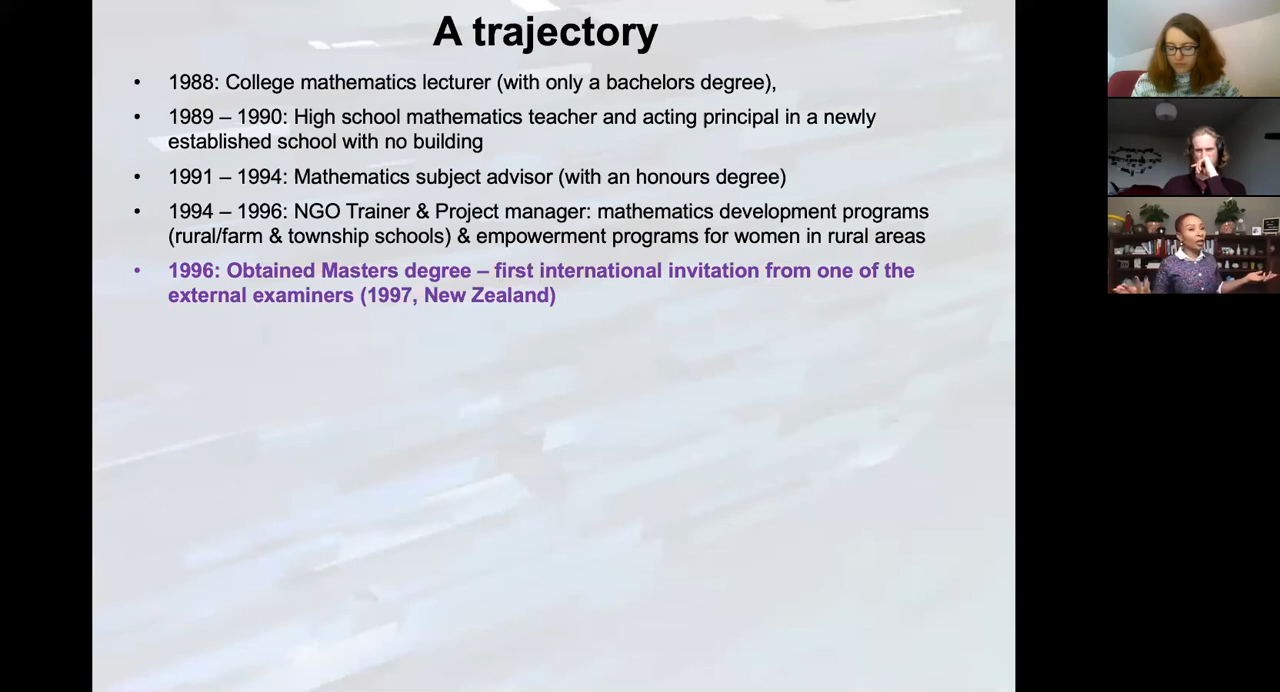 A trajectory
• 1988: College mathematics lecturer (with only a bachelors degree),
• 1989 – 1990: High school mathematics teacher and acting principal in a newly
established school with no building
• 1991 – 1994: Mathematics subject advisor (with an honours degree)
• 1994 – 1996: NGO Trainer & Project manager: mathematics development programs
(rural/farm & township schools) & empowerment programs for women in rural areas
• 1996: Obtained Masters degree – first international invitation from one of the
external examiners (1997, New Zealand)